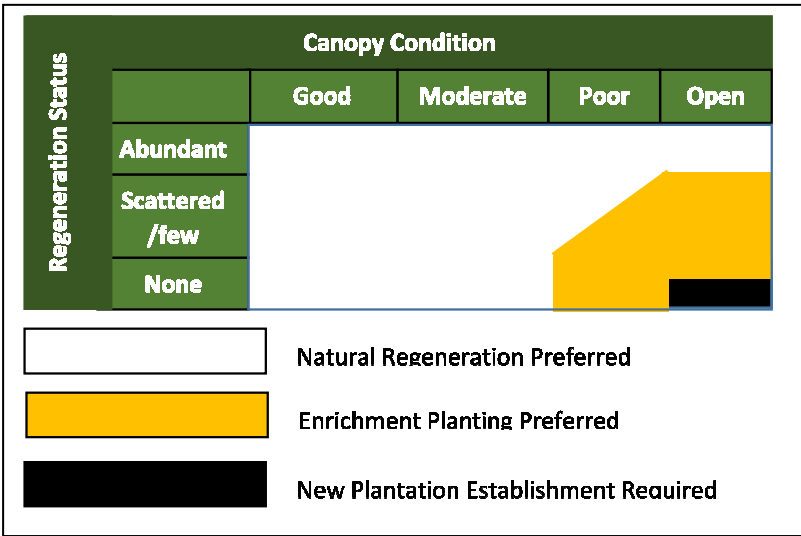 Canopy Condition
Regeneration Status
Good
Moderate
Poor
Open
Abundant
Scattered
/few
None
Natural Regeneration Preferred
Enrichment Planting Preferred
New Plantation Establishment Required